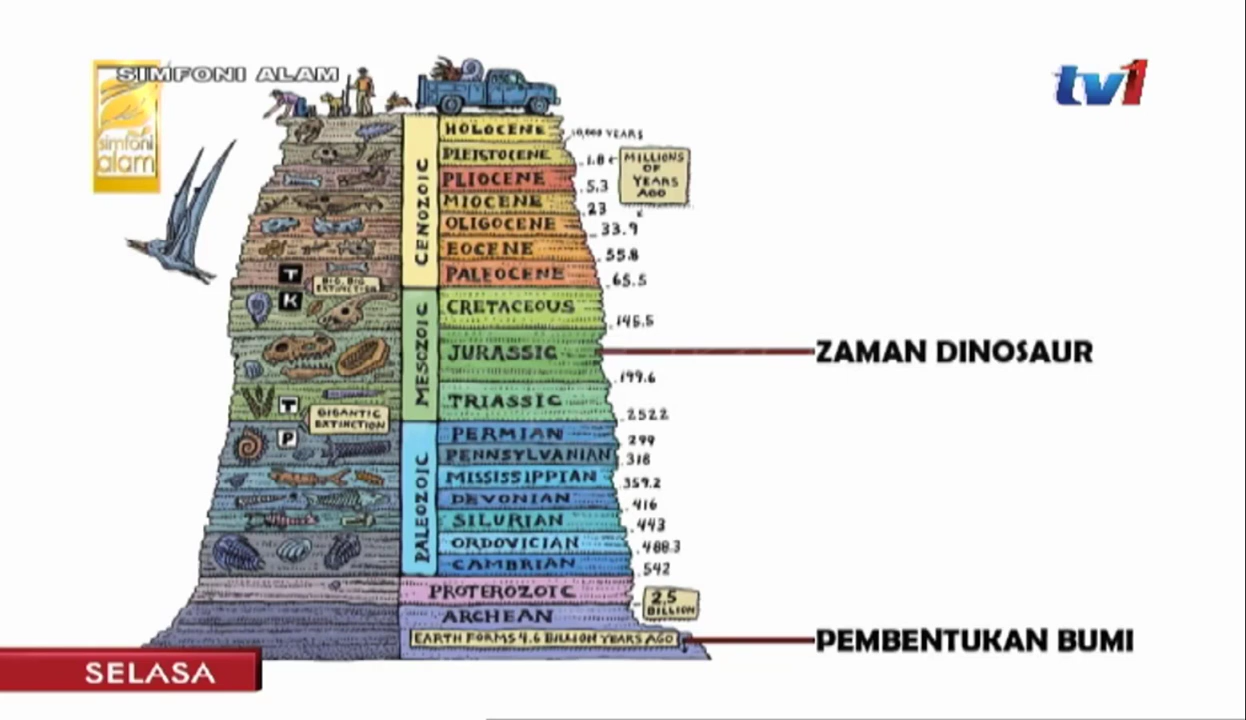 SIMFONI ALAM
simfoni
alam
tv1
HOLOCENE
10,000 YEARS
PLEISTOCENE
1.8
MILLIONS
OF
YEARS
AGO
PLIOCENE
5.3
MIOCENE
23
OLIGOCENE
33.9
EOCENE
55.8
PALEOCENE
65.5
CENOZOIC
T
BIG, BIG
EXTINCTION
K
CRETACEOUS
145.5
JURASSIC
ZAMAN DINOSAUR
199.6
MESOZOIC
TRIASSIC
T
GIGANTIC
EXTINCTION
P
252.2
PERMIAN
299
PENNSYLVANIAN
318
MISSISSIPPIAN
359.2
DEVONIAN
416
SILURIAN
443
ORDOVICIAN
488.3
CAMBRIAN
542
PALEOZOIC
PROTEROZOIC
2.5
BILLION
ARCHEAN
EARTH FORMS 4.6 BILLION YEARS AGO
PEMBENTUKAN BUMI
SELASA